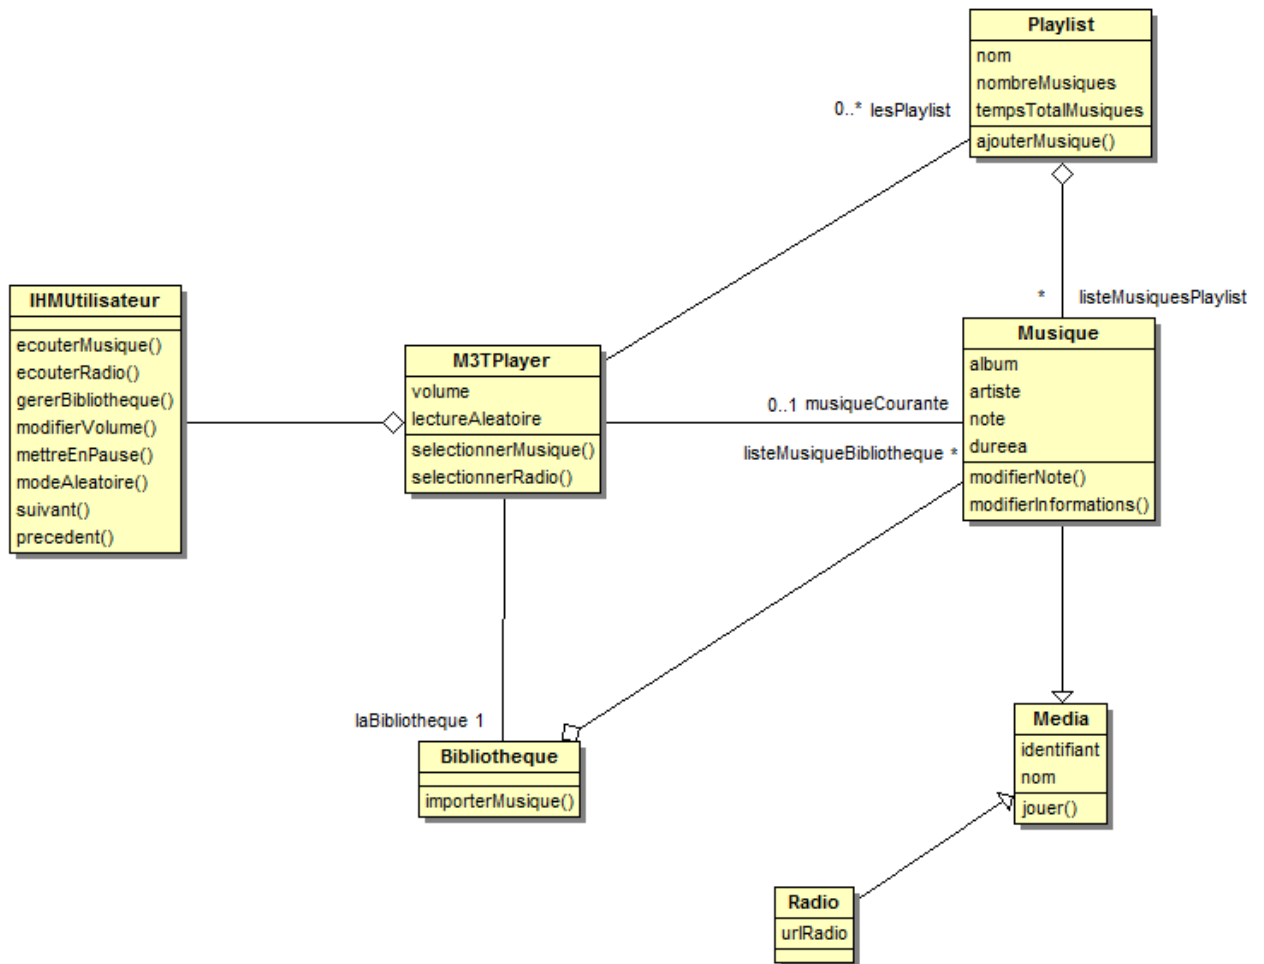 Playlist
nom
nombreMusiques
tempsTotalMusiques
ajouterMusique()
0..* lesPlaylist
* listeMusiquesPlaylist
IHMUtilisateur
ecouterMusique()
ecouterRadio()
gererBibliotheque()
modifierVolume()
mettreEnPause()
modeAleatoire()
suivant()
precedent()
M3TPlayer
volume
lectureAleatoire
selectionnerMusique()
selectionnerRadio()
0..1 musiqueCourante
listeMusiqueBibliotheque *
Musique
album
artiste
note
dureea
modifierNote()
modifierInformations()
laBibliotheque 1
Bibliotheque
importerMusique()
Media
identifiant
nom
jouer()
Radio
urlRadio